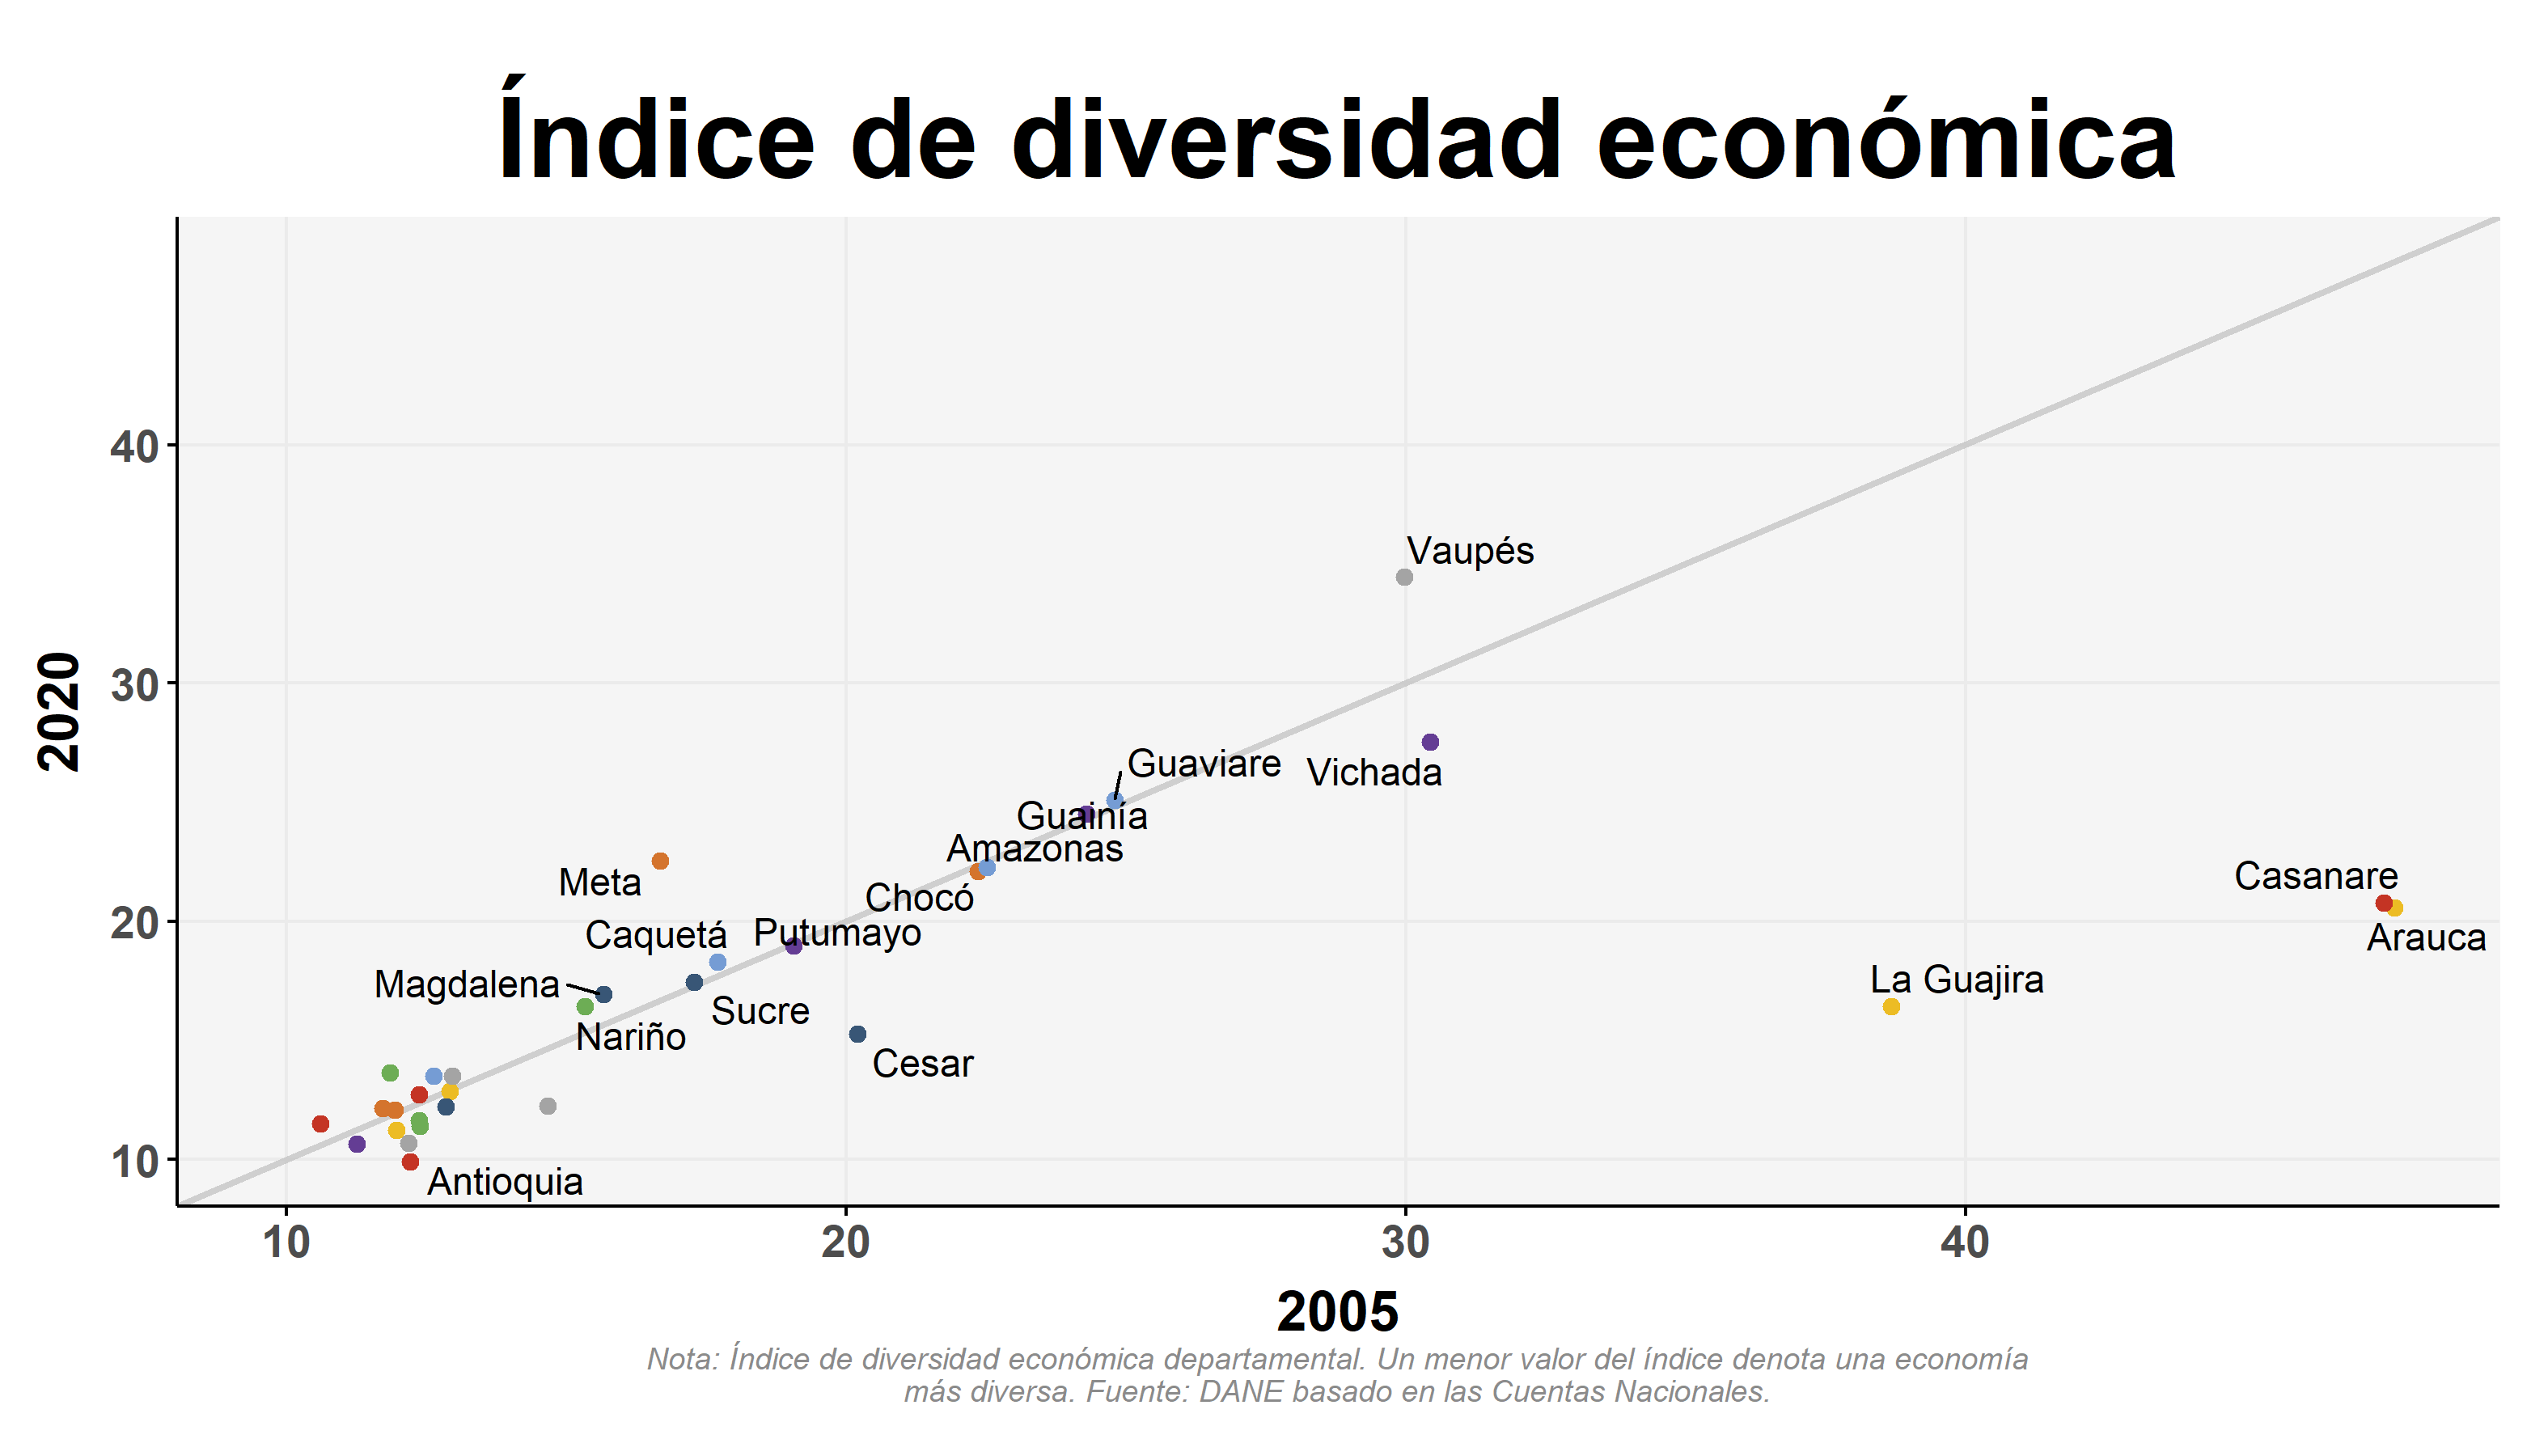 Índice de diversidad económica
2020
40
30
20
10
Vaupés
Guaviare
Vichada
Guainía
Amazonas
Meta
Casanare
Chocó
Caquetá
Putumayo
Arauca
Magdalena
La Guajira
Sucre
Nariño
Cesar
Antioquia
10
20
30
40
2005
Nota: Índice de diversidad económica departamental. Un menor valor del índice denota una economía
más diversa. Fuente: DANE basado en las Cuentas Nacionales.